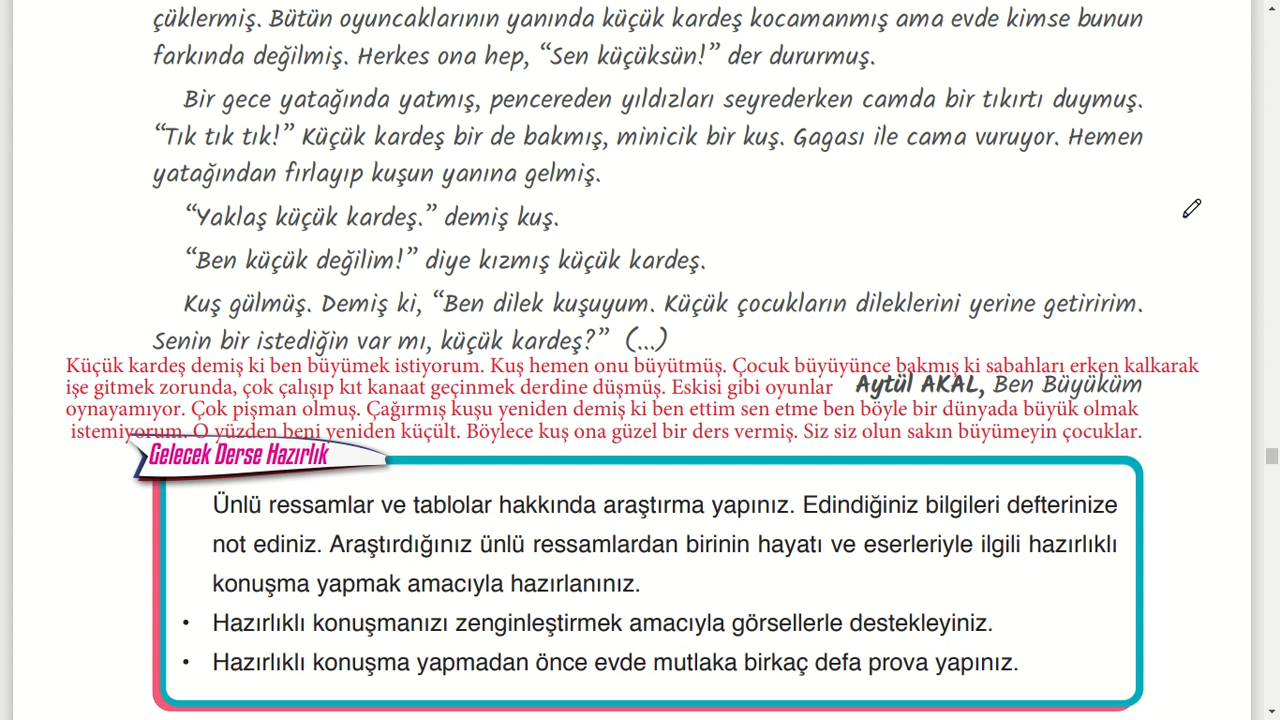 çüklermiş. Bütün oyuncaklarının yanında küçük kardeş kocamanmış ama evde kimse bunun
farkında değilmiş. Herkes ona hep, “Sen küçüksün!” der dururmuş.
Bir gece yatağında yatmış, pencereden yıldızları seyrederken camda bir tıkırtı duymuş.
“Tık tık tık!” Küçük kardeş bir de bakmış, minicik bir kuş. Gagası ile cama vuruyor. Hemen
yatağından fırlayıp kuşun yanına gelmiş.
“Yaklaş küçük kardeş.” demiş kuş.
“Ben küçük değilim!” diye kızmış küçük kardeş.
Kuş gülmüş. Demiş ki, “Ben dilek kuşuyum. Küçük çocukların dileklerini yerine getiririm.
Senin bir istediğin var mı, küçük kardeş?” (...)
Küçük kardeş demiş ki ben büyümek istiyorum. Kuş hemen onu büyütmüş. Çocuk büyüyünce bakmış ki sabahları erken kalkarak
işe gitmek zorunda, çok çalışıp kıt kanaat geçinmek derdine düşmüş. Eskisi gibi oyunlar
Aytül AKAL, Ben Büyüküm
oynayamıyor. Çok pişman olmuş. Çağırmış kuşu yeniden demiş ki ben ettim sen etme ben böyle bir dünyada büyük olmak
istemiyorum. O yüzden beni yeniden küçült. Böylece kuş ona güzel bir ders vermiş. Siz siz olun sakın büyümeyin çocuklar.
Gelecek Derse Hazırlık
Ünlü ressamlar ve tablolar hakkında araştırma yapınız. Edindiğiniz bilgileri defterinize
not ediniz. Araştırdığınız ünlü ressamlardan birinin hayatı ve eserleriyle ilgili hazırlıklı
konuşma yapmak amacıyla hazırlanınız.
• Hazırlıklı konuşmanızı zenginleştirmek amacıyla görsellerle destekleyiniz.
• Hazırlıklı konuşma yapmadan önce evde mutlaka birkaç defa prova yapınız.